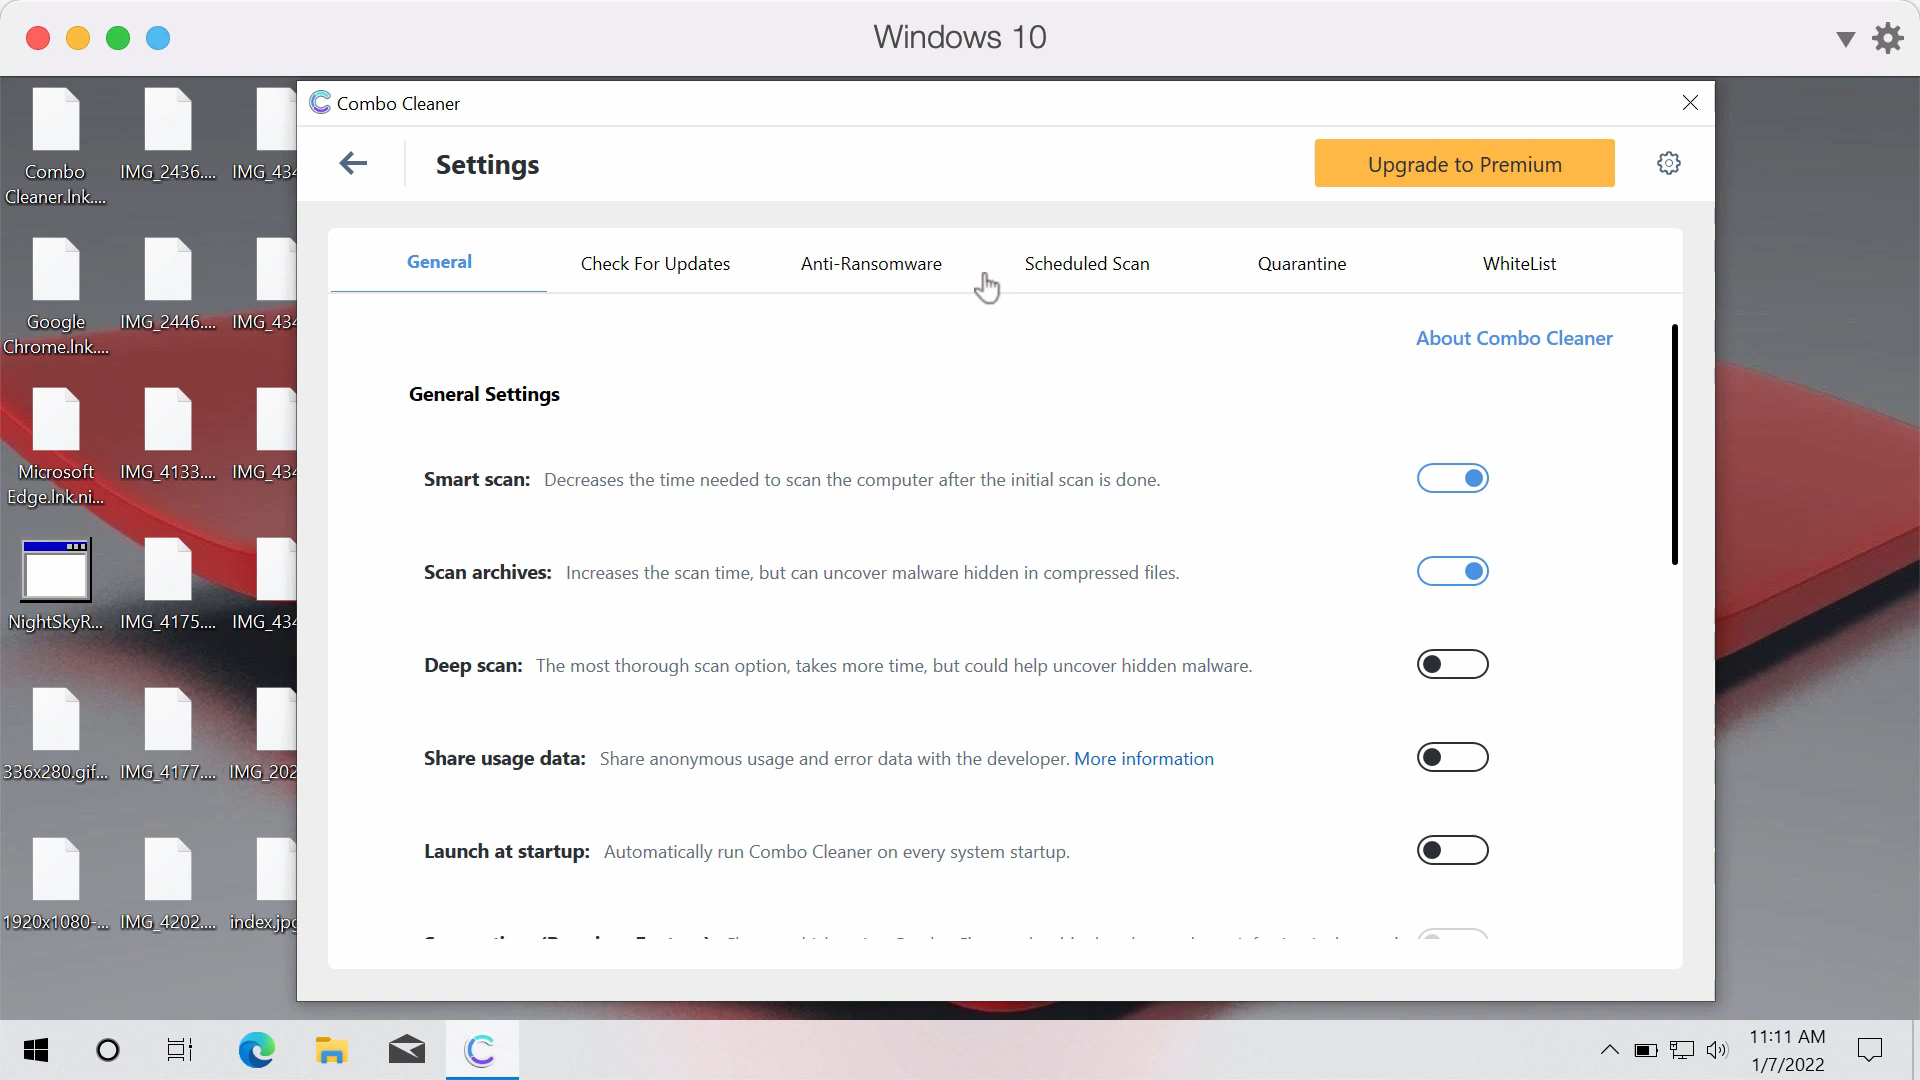 Windows 10
Combo Cleaner
Settings
Upgrade to Premium
General
Check For Updates
Anti-Ransomware
Scheduled Scan
Quarantine
WhiteList
About Combo Cleaner
General Settings
Smart scan: Decreases the time needed to scan the computer after the initial scan is done.
Scan archives: Increases the scan time, but can uncover malware hidden in compressed files.
Deep scan: The most thorough scan option, takes more time, but could help uncover hidden malware.
Share usage data: Share anonymous usage and error data with the developer. More information
Launch at startup: Automatically run Combo Cleaner on every system startup.
Combo
Cleaner.lnk....
IMG_2436....
IMG_434
Google
Chrome.lnk....
IMG_2446....
IMG_434
Microsoft
Edge.lnk.ni...
IMG_4133....
IMG_434
NightSkyR...
IMG_4175....
IMG_434
336x280.gif...
IMG_4177....
IMG_202
1920x1080-...
IMG_4202....
index.jpg
11:11 AM
1/7/2022